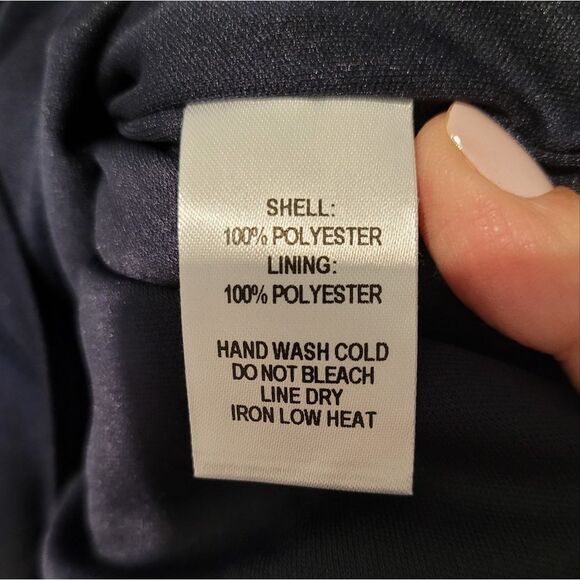 SHELL:
100% POLYESTER
LINING:
100% POLYESTER
HAND WASH COLD
DO NOT BLEACH
LINE DRY
IRON LOW HEAT